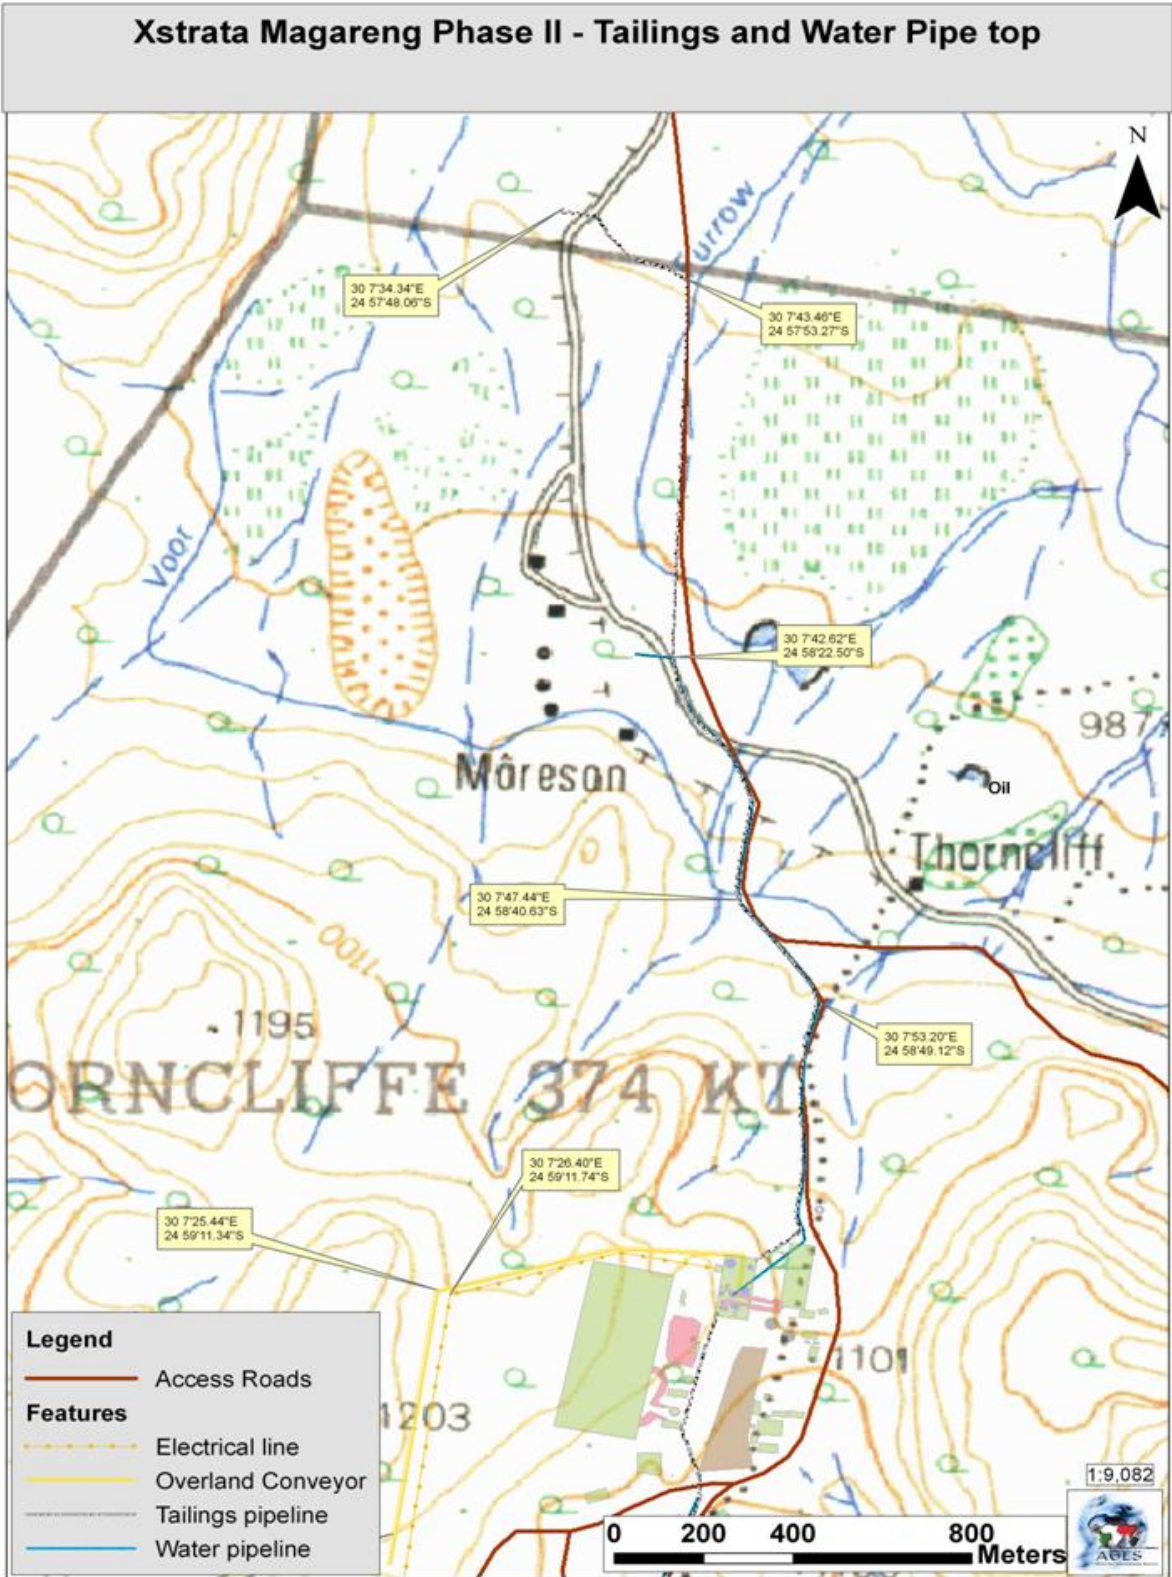 Xstrata Magareng Phase II - Tailings and Water Pipe top
N
Furrow
30 7'34.34"E
24 57'48.06"S
30 7'43.46"E
24 57'53.27"S
Voor
30 7'42.62"E
24 58'22.50"S
987
Môreson
Oil
Thorncliff
30 7'47.44"E
24 58'40.63"S
1100
1195
30 7'53.20"E
24 58'49.12"S
ORNCLIFFE 374 KT
30 7'26.40"E
24 59'11.74"S
30 7'25.44"E
24 59'11.34"S
Legend
Access Roads
Features
Electrical line
Overland Conveyor
Tailings pipeline
Water pipeline
1101
1203
1:9,082
0 200 400 800
Meters
AGES